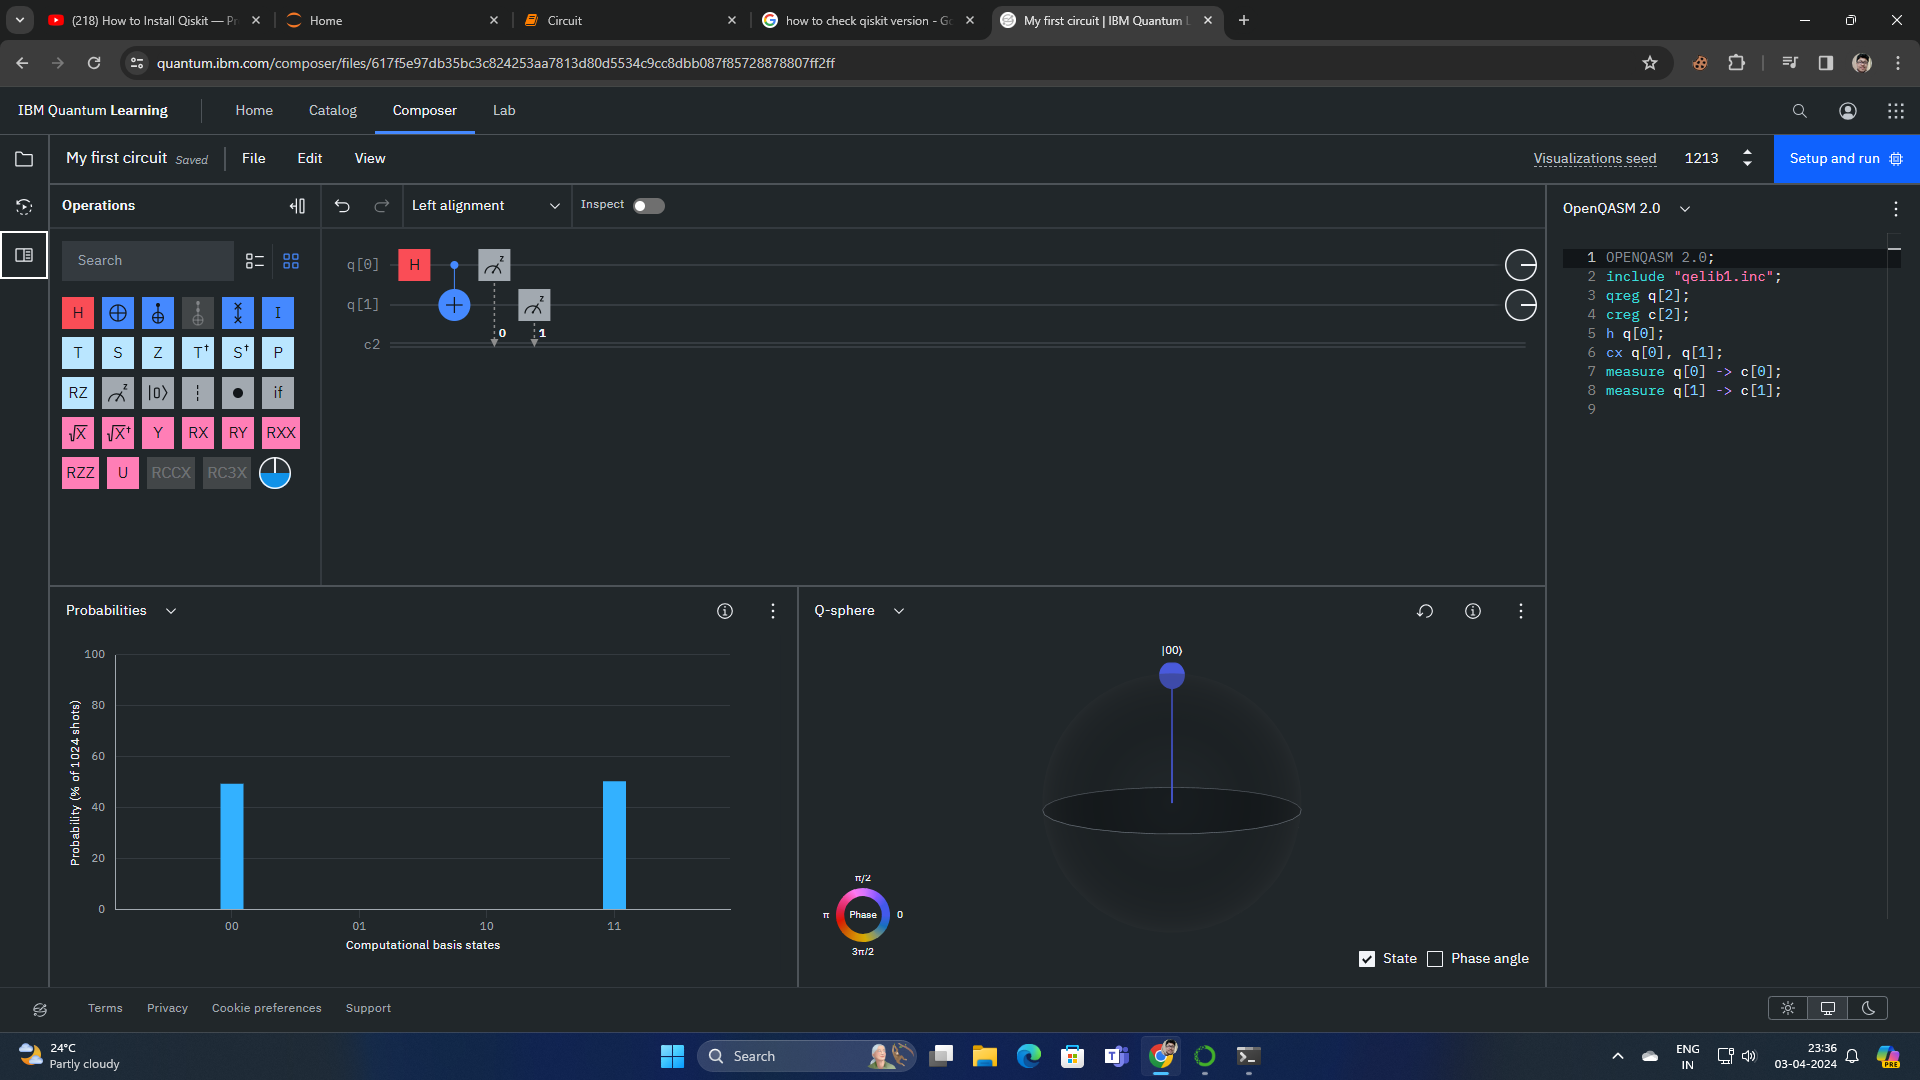 (218) How to Install Qiskit — Pr
Home
Circuit
how to check qiskit version - Go
My first circuit | IBM Quantum L
quantum.ibm.com/composer/files/617f5e97db35bc3c824253aa7813d80d5534c9cc8dbb087f85728878807ff2ff
IBM Quantum Learning
Home
Catalog
Composer
Lab
My first circuit Saved
File
Edit
View
Visualizations seed
1213
Setup and run
Operations
Left alignment
Inspect
OpenQASM 2.0
Search
H I
T S Z T† S† P
RZ z |0⟩ if
√X √X† Y RX RY RXX
RZZ U RCCX RC3X
q[0] H z
q[1] + z
c2 0 1
1 OPENQASM 2.0;
2 include "qelib1.inc";
3 qreg q[2];
4 creg c[2];
5 h q[0];
6 cx q[0], q[1];
7 measure q[0] -> c[0];
8 measure q[1] -> c[1];
9
Probabilities
100
80
60
40
20
0
Probability (% of 1024 shots)
00 01 10 11
Computational basis states
Q-sphere
|00⟩
π/2
π Phase 0
3π/2
State
Phase angle
Terms
Privacy
Cookie preferences
Support
24°C
Partly cloudy
Search
ENG
IN
23:36
03-04-2024
PRE